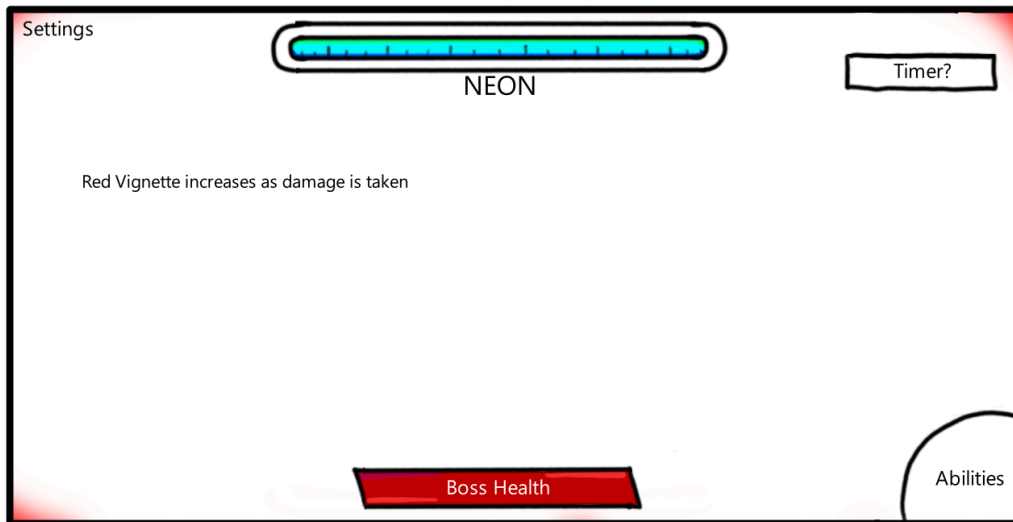 Settings
NEON
Timer?
Red Vignette increases as damage is taken
Boss Health
Abilities